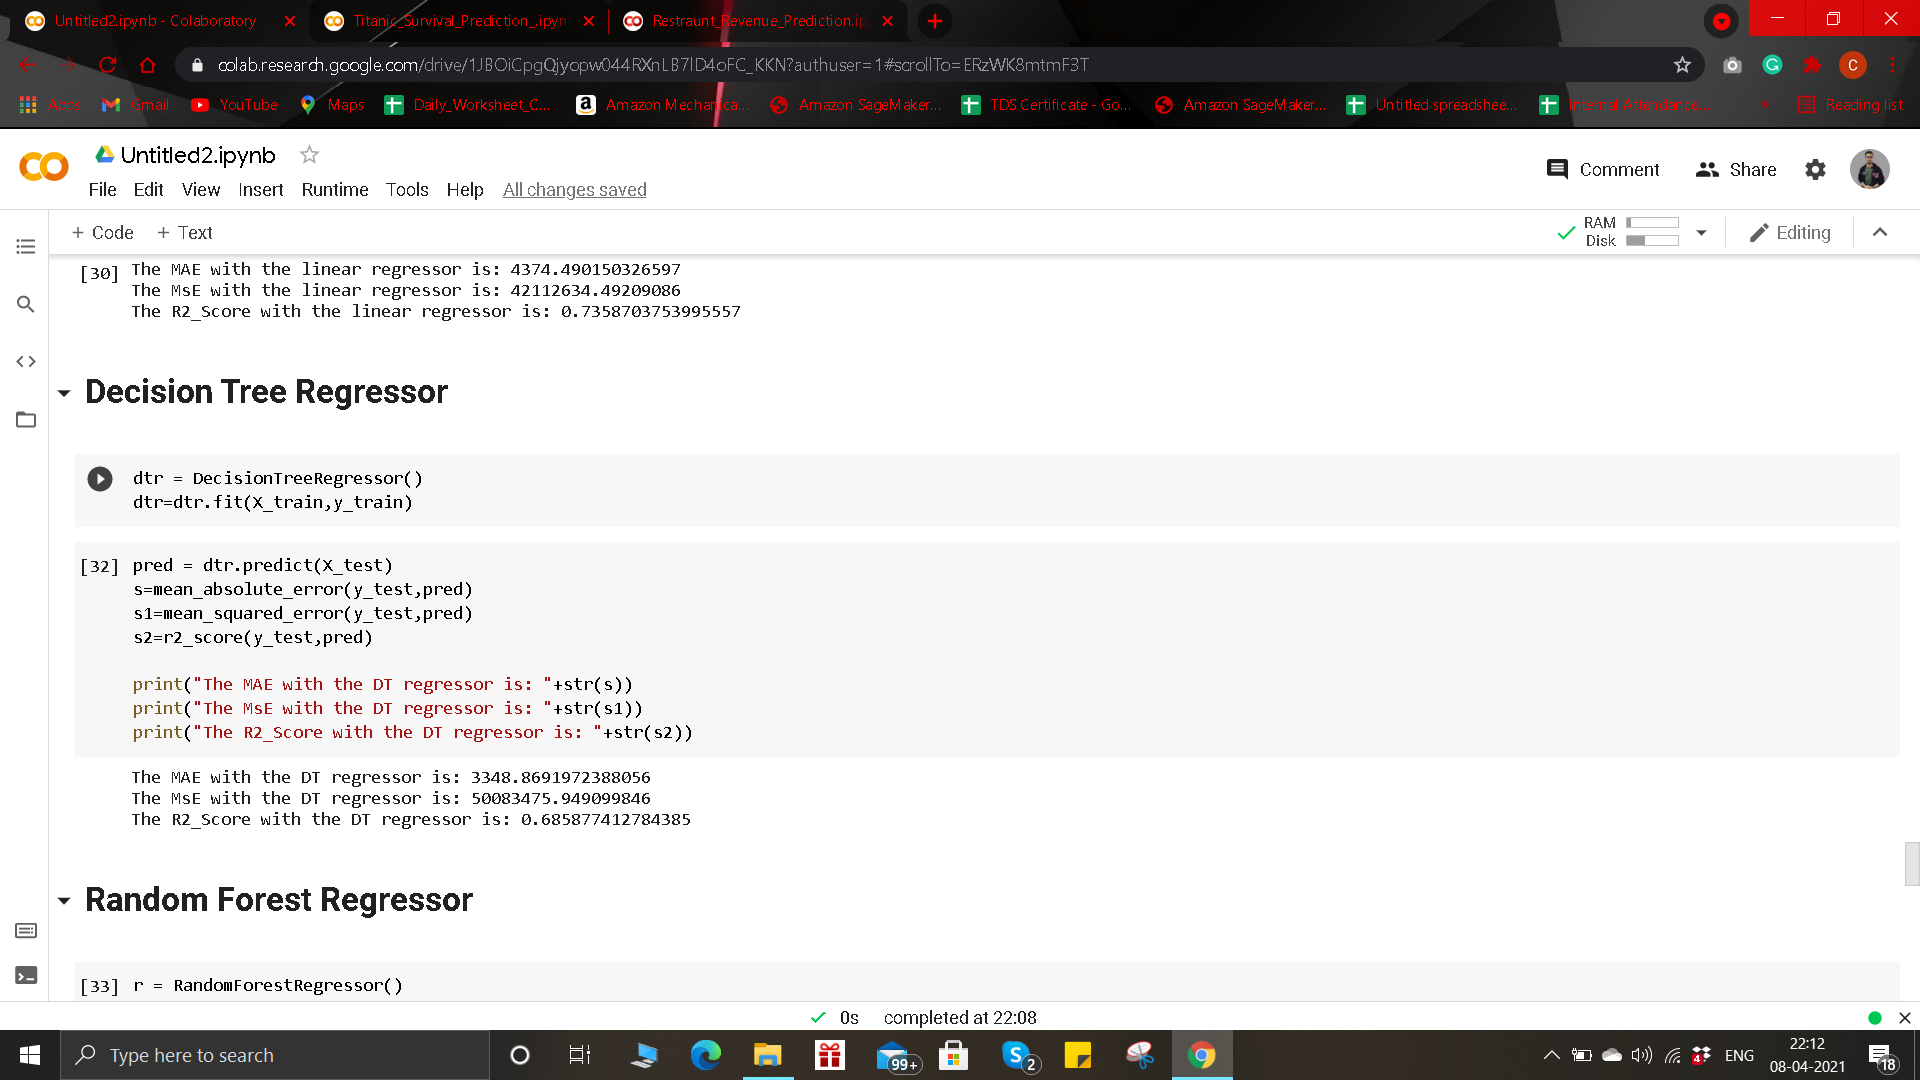 Untitled2.ipynb - Colaboratory
Titanic_Survival_Prediction_.ipyn
Restraunt_Revenue_Prediction.ip
colab.research.google.com/drive/1JBOiCpgQjyopw044RXnLB7lD4oFC_KKN?authuser=1#scrollTo=ERzWK8mtmF3T
C
Apps
Gmail
YouTube
Maps
Daily_Worksheet_C...
Amazon Mechanica...
Amazon SageMaker...
TDS Certificate - Go...
Amazon SageMaker...
Untitled spreadshee...
Internal Attendance...
»
Reading list
Untitled2.ipynb
Comment
Share
File Edit View Insert Runtime Tools Help All changes saved
+ Code + Text
RAM
Disk
Editing
[30] The MAE with the linear regressor is: 4374.490150326597
The MsE with the linear regressor is: 42112634.49209086
The R2_Score with the linear regressor is: 0.7358703753995557
Decision Tree Regressor
dtr = DecisionTreeRegressor()
dtr=dtr.fit(X_train,y_train)
[32] pred = dtr.predict(X_test)
s=mean_absolute_error(y_test,pred)
s1=mean_squared_error(y_test,pred)
s2=r2_score(y_test,pred)
print("The MAE with the DT regressor is: "+str(s))
print("The MsE with the DT regressor is: "+str(s1))
print("The R2_Score with the DT regressor is: "+str(s2))
The MAE with the DT regressor is: 3348.8691972388056
The MsE with the DT regressor is: 50083475.949099846
The R2_Score with the DT regressor is: 0.685877412784385
Random Forest Regressor
[33] r = RandomForestRegressor()
0s completed at 22:08
Type here to search
99+
2
4
ENG
22:12
08-04-2021
18